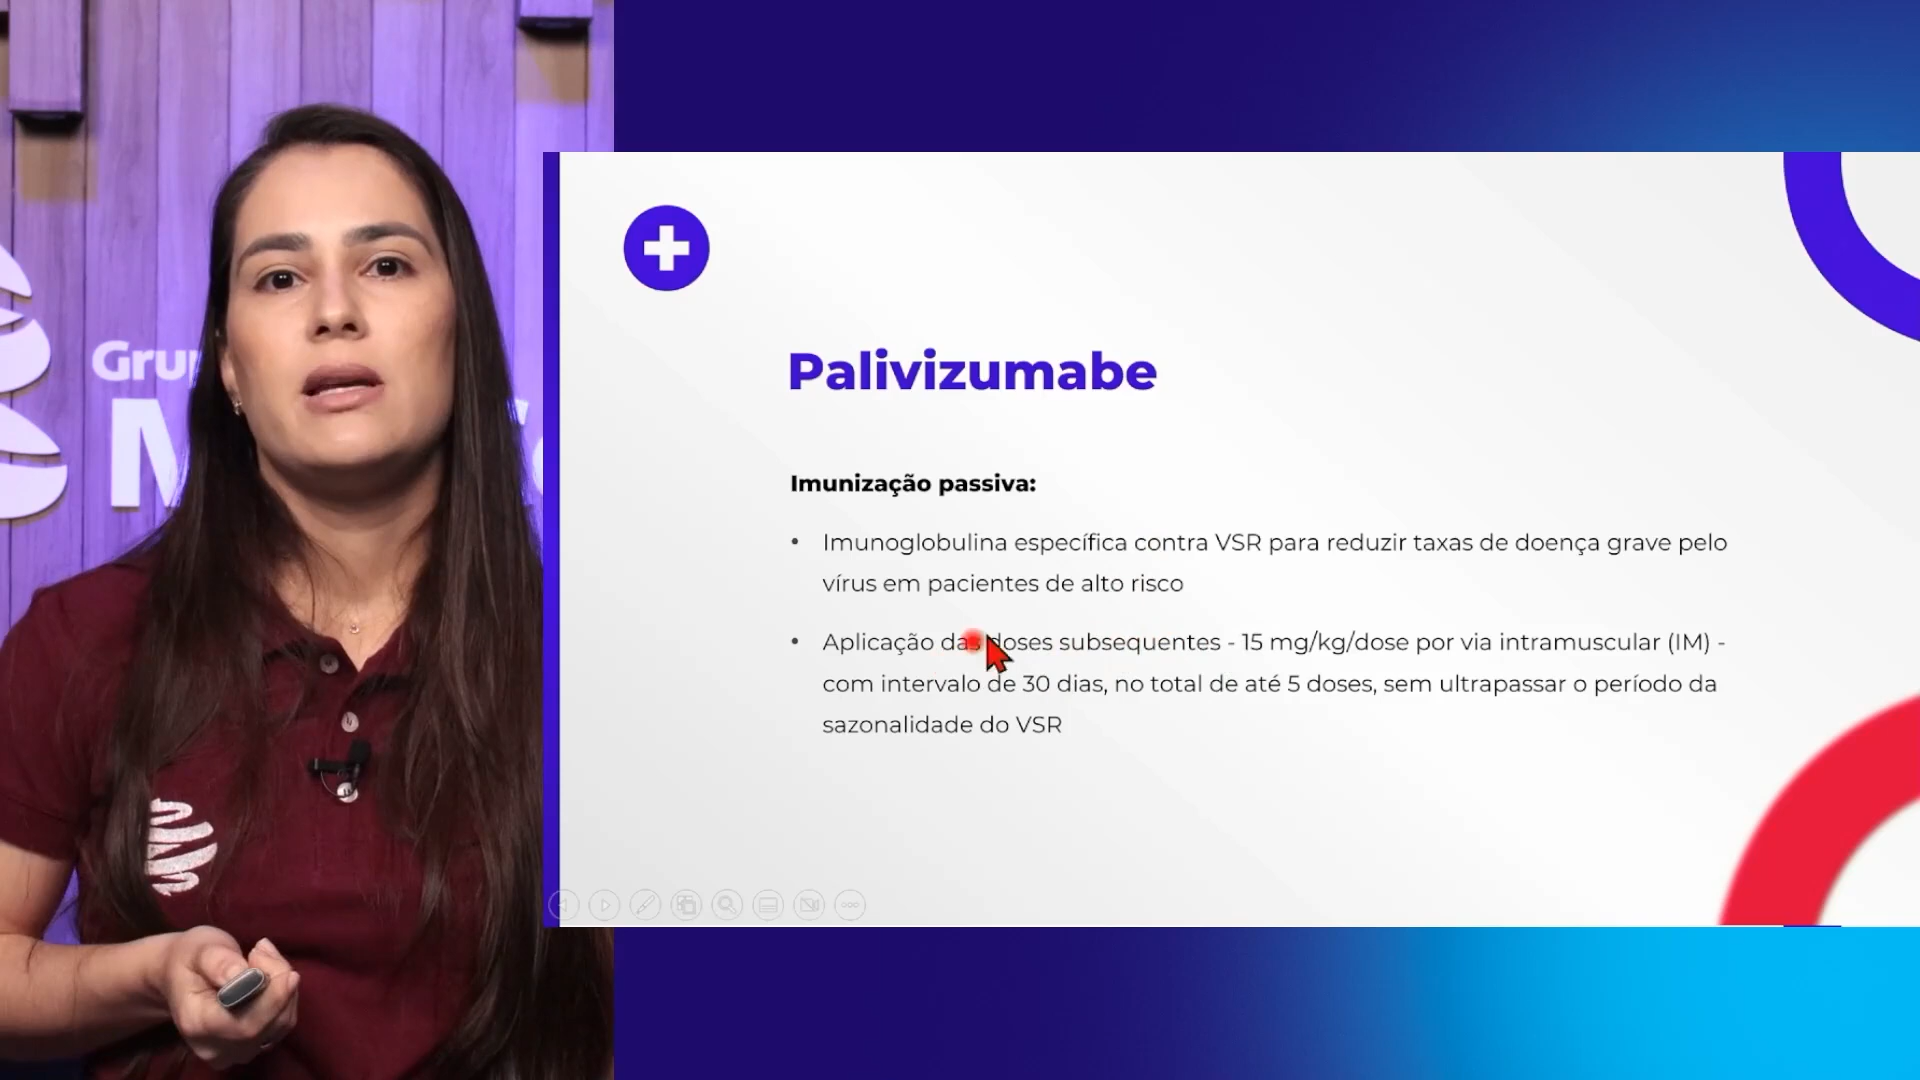 Palivizumabe
Imunização passiva:
• Imunoglobulina específica contra VSR para reduzir taxas de doença grave pelo
vírus em pacientes de alto risco
• Aplicação das doses subsequentes - 15 mg/kg/dose por via intramuscular (IM) -
com intervalo de 30 dias, no total de até 5 doses, sem ultrapassar o período da
sazonalidade do VSR